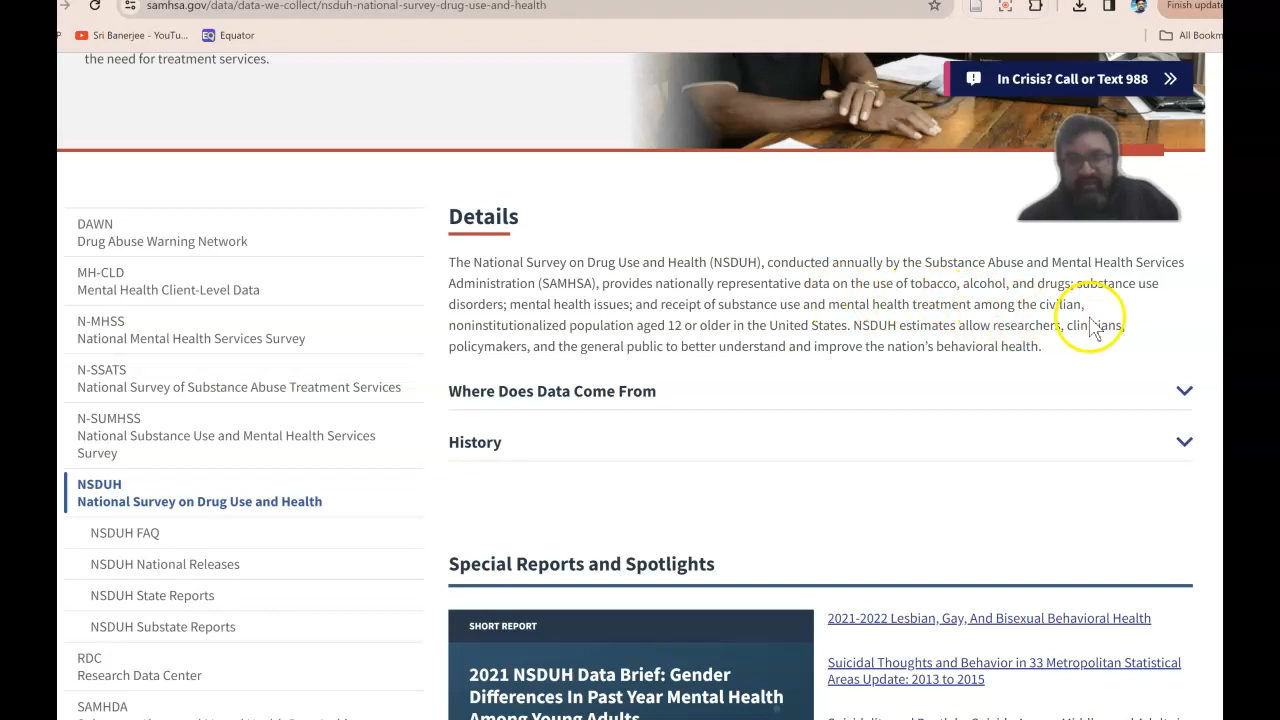 samhsa.gov/data/data-we-collect/nsduh-national-survey-drug-use-and-health
Finish update
Sri Banerjee - YouTu...
Equator
All Bookm
the need for treatment services.
In Crisis? Call or Text 988
DAWN
Drug Abuse Warning Network
MH-CLD
Mental Health Client-Level Data
N-MHSS
National Mental Health Services Survey
N-SSATS
National Survey of Substance Abuse Treatment Services
N-SUMHSS
National Substance Use and Mental Health Services
Survey
NSDUH
National Survey on Drug Use and Health
NSDUH FAQ
NSDUH National Releases
NSDUH State Reports
NSDUH Substate Reports
RDC
Research Data Center
SAMHDA
Details
The National Survey on Drug Use and Health (NSDUH), conducted annually by the Substance Abuse and Mental Health Services
Administration (SAMHSA), provides nationally representative data on the use of tobacco, alcohol, and drugs; substance use
disorders; mental health issues; and receipt of substance use and mental health treatment among the civilian,
noninstitutionalized population aged 12 or older in the United States. NSDUH estimates allow researchers, clinicians,
policymakers, and the general public to better understand and improve the nation's behavioral health.
Where Does Data Come From
History
Special Reports and Spotlights
SHORT REPORT
2021 NSDUH Data Brief: Gender
Differences In Past Year Mental Health
Among Young Adults
2021-2022 Lesbian, Gay, And Bisexual Behavioral Health
Suicidal Thoughts and Behavior in 33 Metropolitan Statistical
Areas Update: 2013 to 2015